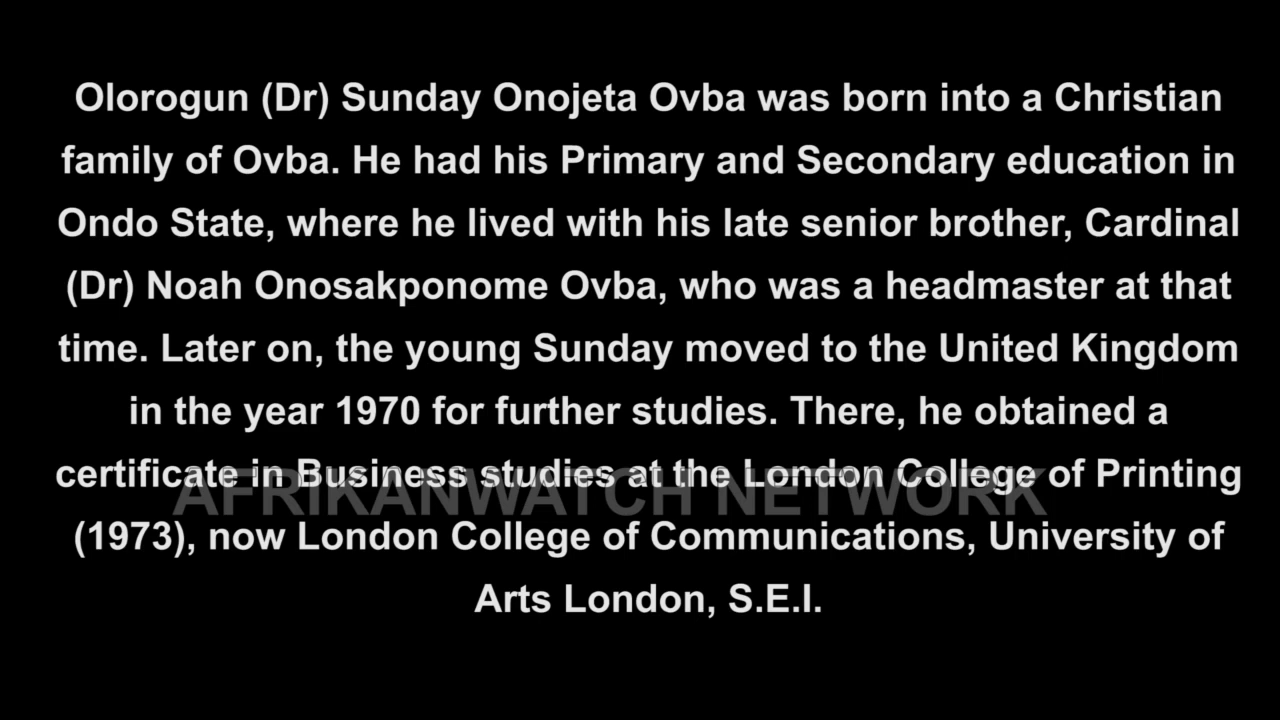 Olorogun (Dr) Sunday Onojeta Ovba was born into a Christian
family of Ovba. He had his Primary and Secondary education in
Ondo State, where he lived with his late senior brother, Cardinal
(Dr) Noah Onosakponome Ovba, who was a headmaster at that
time. Later on, the young Sunday moved to the United Kingdom
in the year 1970 for further studies. There, he obtained a
certificate in Business studies at the London College of Printing
AFRIKANWATCH NETWORK
(1973), now London College of Communications, University of
Arts London, S.E.I.